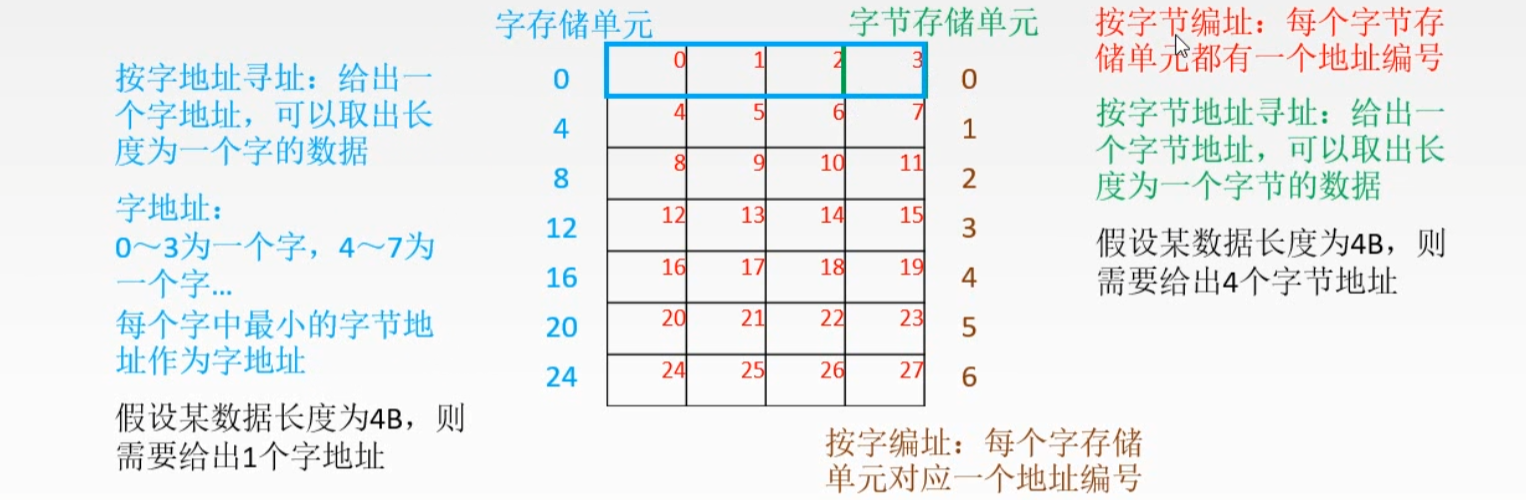 字存储单元
字节存储单元
按字地址寻址：给出一
个字地址，可以取出长
度为一个字的数据
字地址：
0～3为一个字，4～7为
一个字...
每个字中最小的字节地
址作为字地址
假设某数据长度为4B，则
需要给出1个字地址
0 0 1 2 3 0
4 4 5 6 7 1
8 8 9 10 11 2
12 12 13 14 15 3
16 16 17 18 19 4
20 20 21 22 23 5
24 24 25 26 27 6
按字编址：每个字存储
单元对应一个地址编号
按字节编址：每个字节存
储单元都有一个地址编号
按字节地址寻址：给出一
个字节地址，可以取出长
度为一个字节的数据
假设某数据长度为4B，则
需要给出4个字节地址